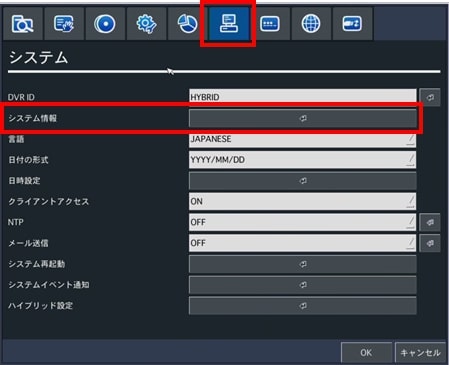 システム
DVR ID HYBRID
システム情報
言語 JAPANESE
日付の形式 YYYY/MM/DD
日時設定
クライアントアクセス ON
NTP OFF
メール送信 OFF
システム再起動
システムイベント通知
ハイブリッド設定
OK キャンセル